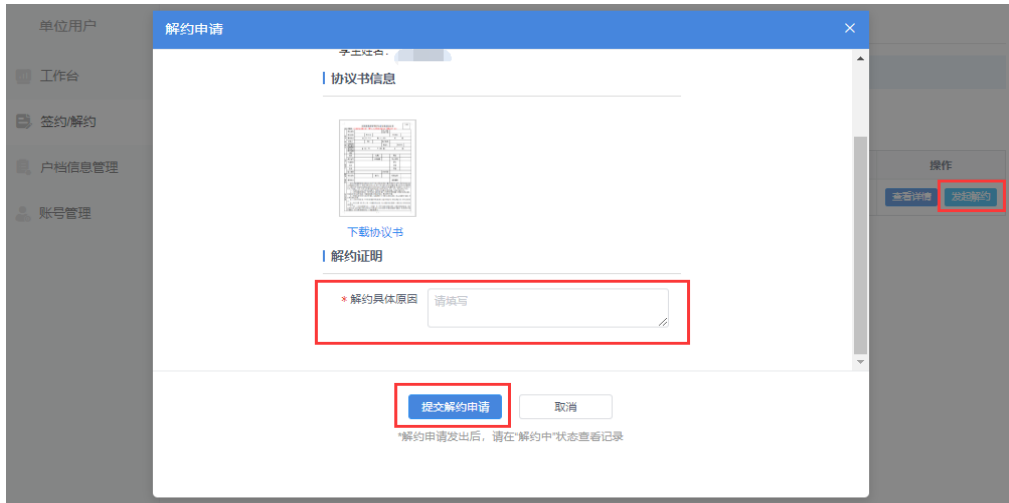 单位用户
解约申请
学生姓名：
工作台
协议书信息
签约/解约
户档信息管理
操作
查看详情 发起解约
账号管理
下载协议书
解约证明
* 解约具体原因 请填写
提交解约申请 取消
*解约申请发出后，请在"解约中"状态查看记录